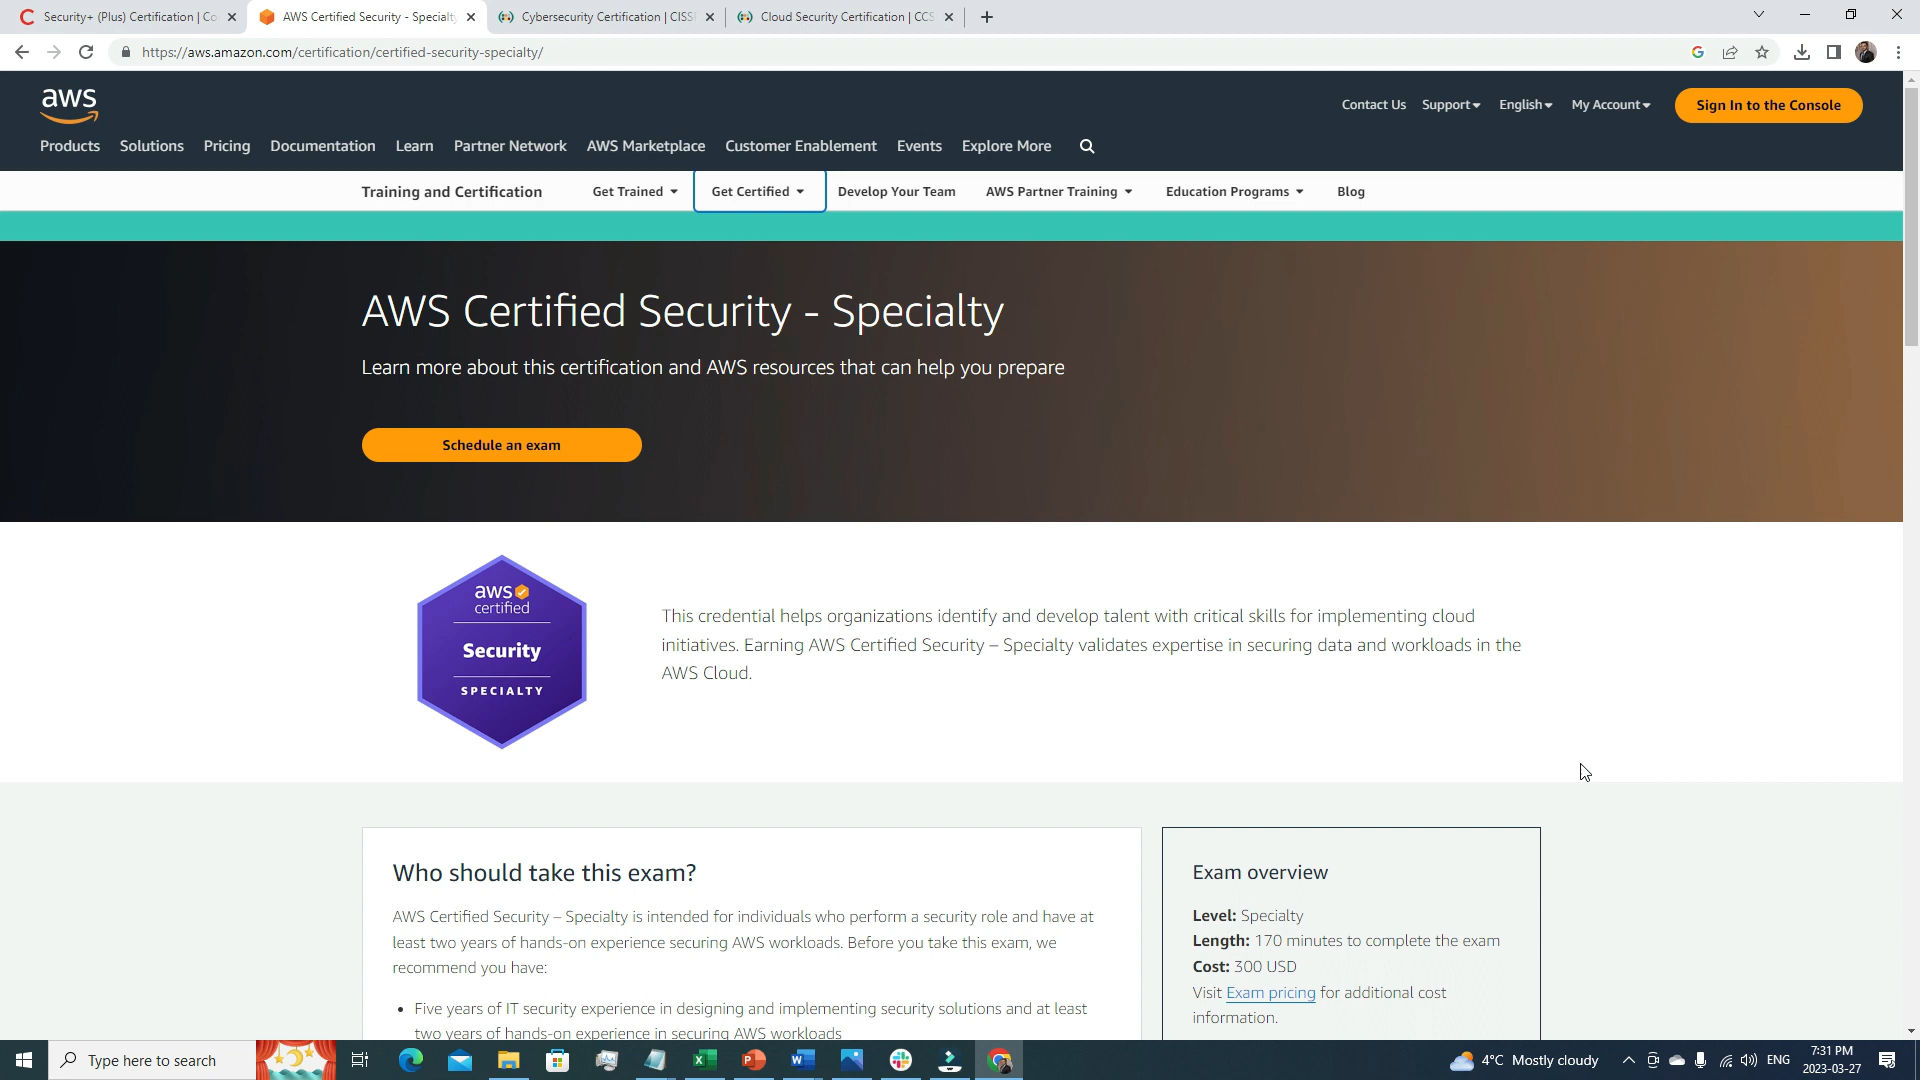 Security+ (Plus) Certification | Co
AWS Certified Security - Specialty
Cybersecurity Certification | CISS
Cloud Security Certification | CCS
https://aws.amazon.com/certification/certified-security-specialty/
aws
Contact Us Support English My Account Sign In to the Console
Products Solutions Pricing Documentation Learn Partner Network AWS Marketplace Customer Enablement Events Explore More
Training and Certification Get Trained Get Certified Develop Your Team AWS Partner Training Education Programs Blog
AWS Certified Security - Specialty
Learn more about this certification and AWS resources that can help you prepare
Schedule an exam
aws
certified
Security
SPECIALTY
This credential helps organizations identify and develop talent with critical skills for implementing cloud
initiatives. Earning AWS Certified Security – Specialty validates expertise in securing data and workloads in the
AWS Cloud.
Who should take this exam?
AWS Certified Security – Specialty is intended for individuals who perform a security role and have at
least two years of hands-on experience securing AWS workloads. Before you take this exam, we
recommend you have:
• Five years of IT security experience in designing and implementing security solutions and at least
two years of hands-on experience in securing AWS workloads
Exam overview
Level: Specialty
Length: 170 minutes to complete the exam
Cost: 300 USD
Visit Exam pricing for additional cost
information.
Type here to search
4°C Mostly cloudy
ENG
7:31 PM
2023-03-27